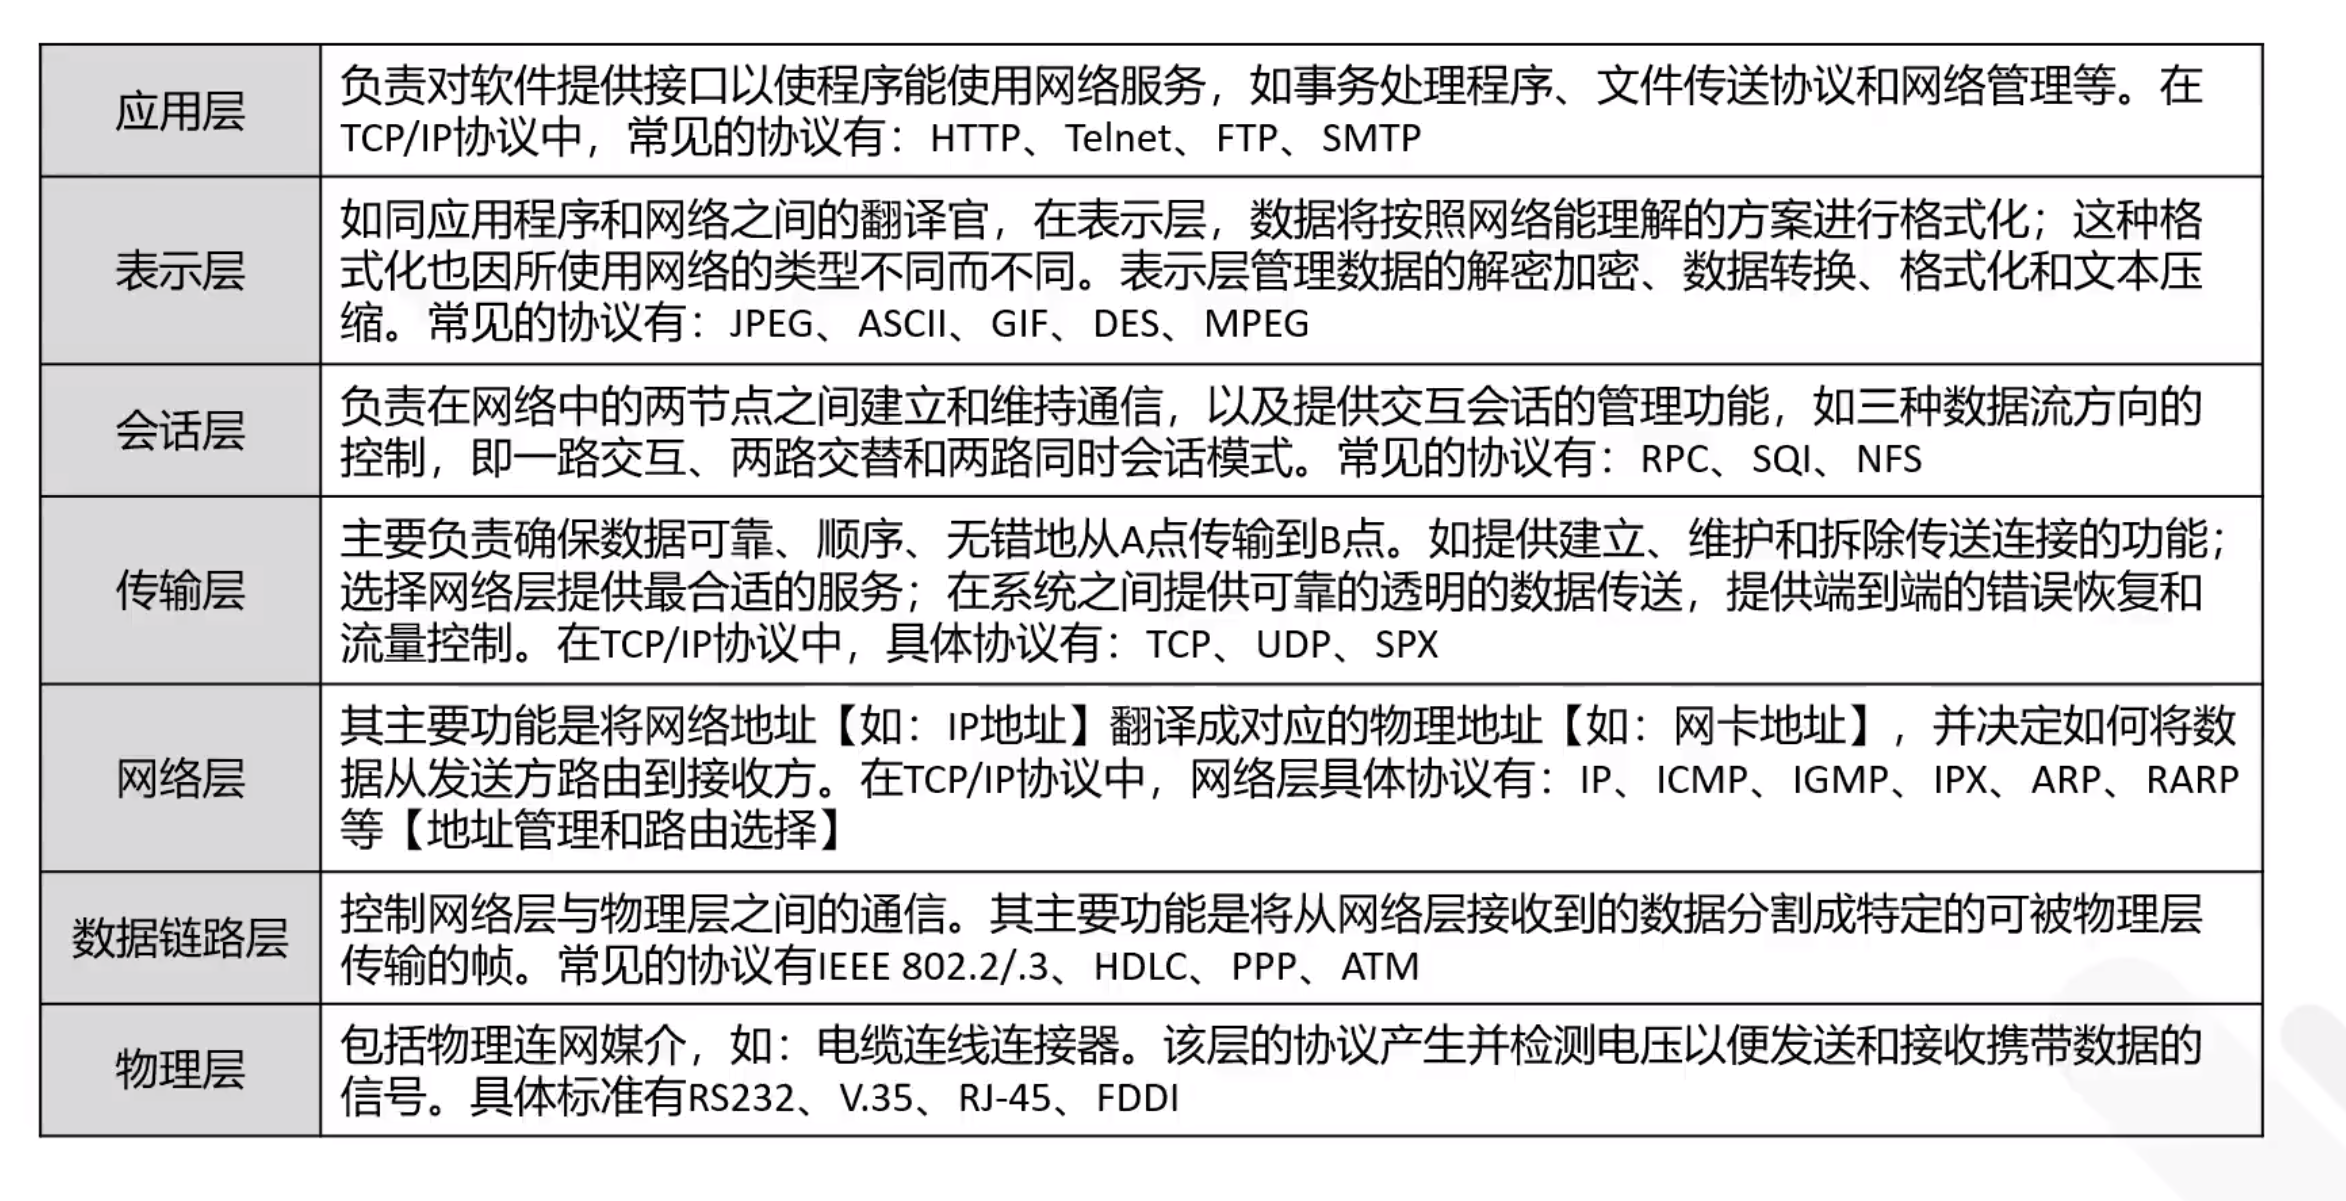 应用层
负责对软件提供接口以使程序能使用网络服务，如事务处理程序、文件传送协议和网络管理等。在
TCP/IP协议中，常见的协议有：HTTP、Telnet、FTP、SMTP
表示层
如同应用程序和网络之间的翻译官，在表示层，数据将按照网络能理解的方案进行格式化；这种格
式化也因所使用网络的类型不同而不同。表示层管理数据的解密加密、数据转换、格式化和文本压
缩。常见的协议有：JPEG、ASCII、GIF、DES、MPEG
会话层
负责在网络中的两节点之间建立和维持通信，以及提供交互会话的管理功能，如三种数据流方向的
控制，即一路交互、两路交替和两路同时会话模式。常见的协议有：RPC、SQl、NFS
传输层
主要负责确保数据可靠、顺序、无错地从A点传输到B点。如提供建立、维护和拆除传送连接的功能；
选择网络层提供最合适的服务；在系统之间提供可靠的透明的数据传送，提供端到端的错误恢复和
流量控制。在TCP/IP协议中，具体协议有：TCP、UDP、SPX
网络层
其主要功能是将网络地址【如：IP地址】翻译成对应的物理地址【如：网卡地址】，并决定如何将数
据从发送方路由到接收方。在TCP/IP协议中，网络层具体协议有：IP、ICMP、IGMP、IPX、ARP、RARP
等【地址管理和路由选择】
数据链路层
控制网络层与物理层之间的通信。其主要功能是将从网络层接收到的数据分割成特定的可被物理层
传输的帧。常见的协议有IEEE 802.2/.3、HDLC、PPP、ATM
物理层
包括物理连网媒介，如：电缆连线连接器。该层的协议产生并检测电压以便发送和接收携带数据的
信号。具体标准有RS232、V.35、RJ-45、FDDI